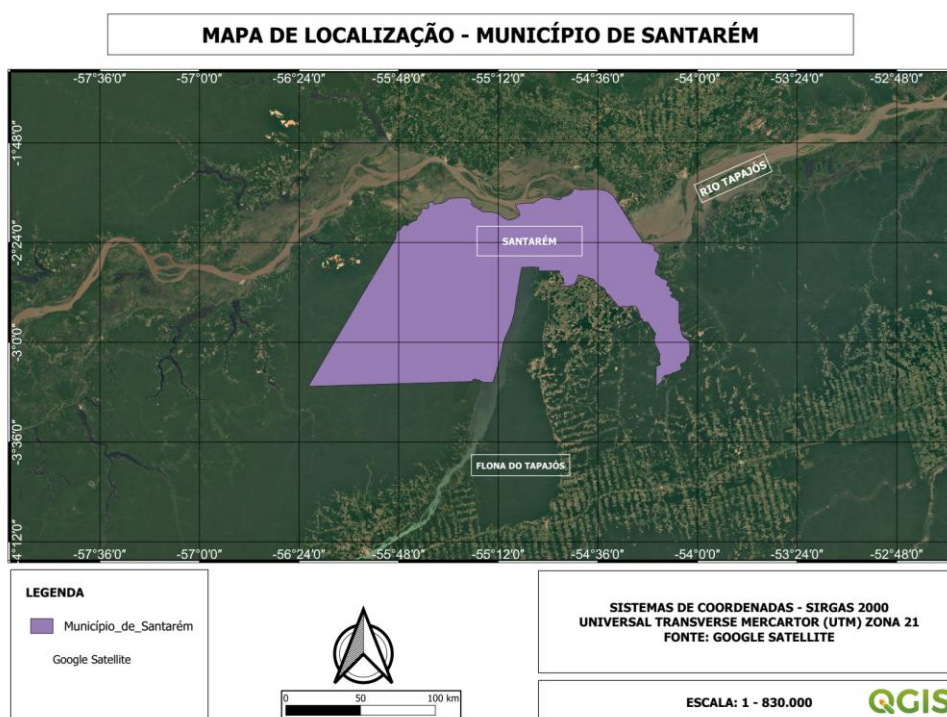 MAPA DE LOCALIZAÇÃO - MUNICÍPIO DE SANTARÉM
-57°36'0" -57°0'0" -56°24'0" -55°48'0" -55°12'0" -54°36'0" -54°0'0" -53°24'0" -52°48'0"
-1°48'0"
RIO TAPAJÓS
-2°24'0"
SANTARÉM
-3°0'0"
-3°36'0"
FLONA DO TAPAJÓS
-4°12'0"
-57°36'0" -57°0'0" -56°24'0" -55°48'0" -55°12'0" -54°36'0" -54°0'0" -53°24'0" -52°48'0"
LEGENDA
Município_de_Santarém
Google Satellite
0 50 100 km
SISTEMAS DE COORDENADAS - SIRGAS 2000
UNIVERSAL TRANSVERSE MERCARTOR (UTM) ZONA 21
FONTE: GOOGLE SATELLITE
ESCALA: 1 - 830.000
QGIS